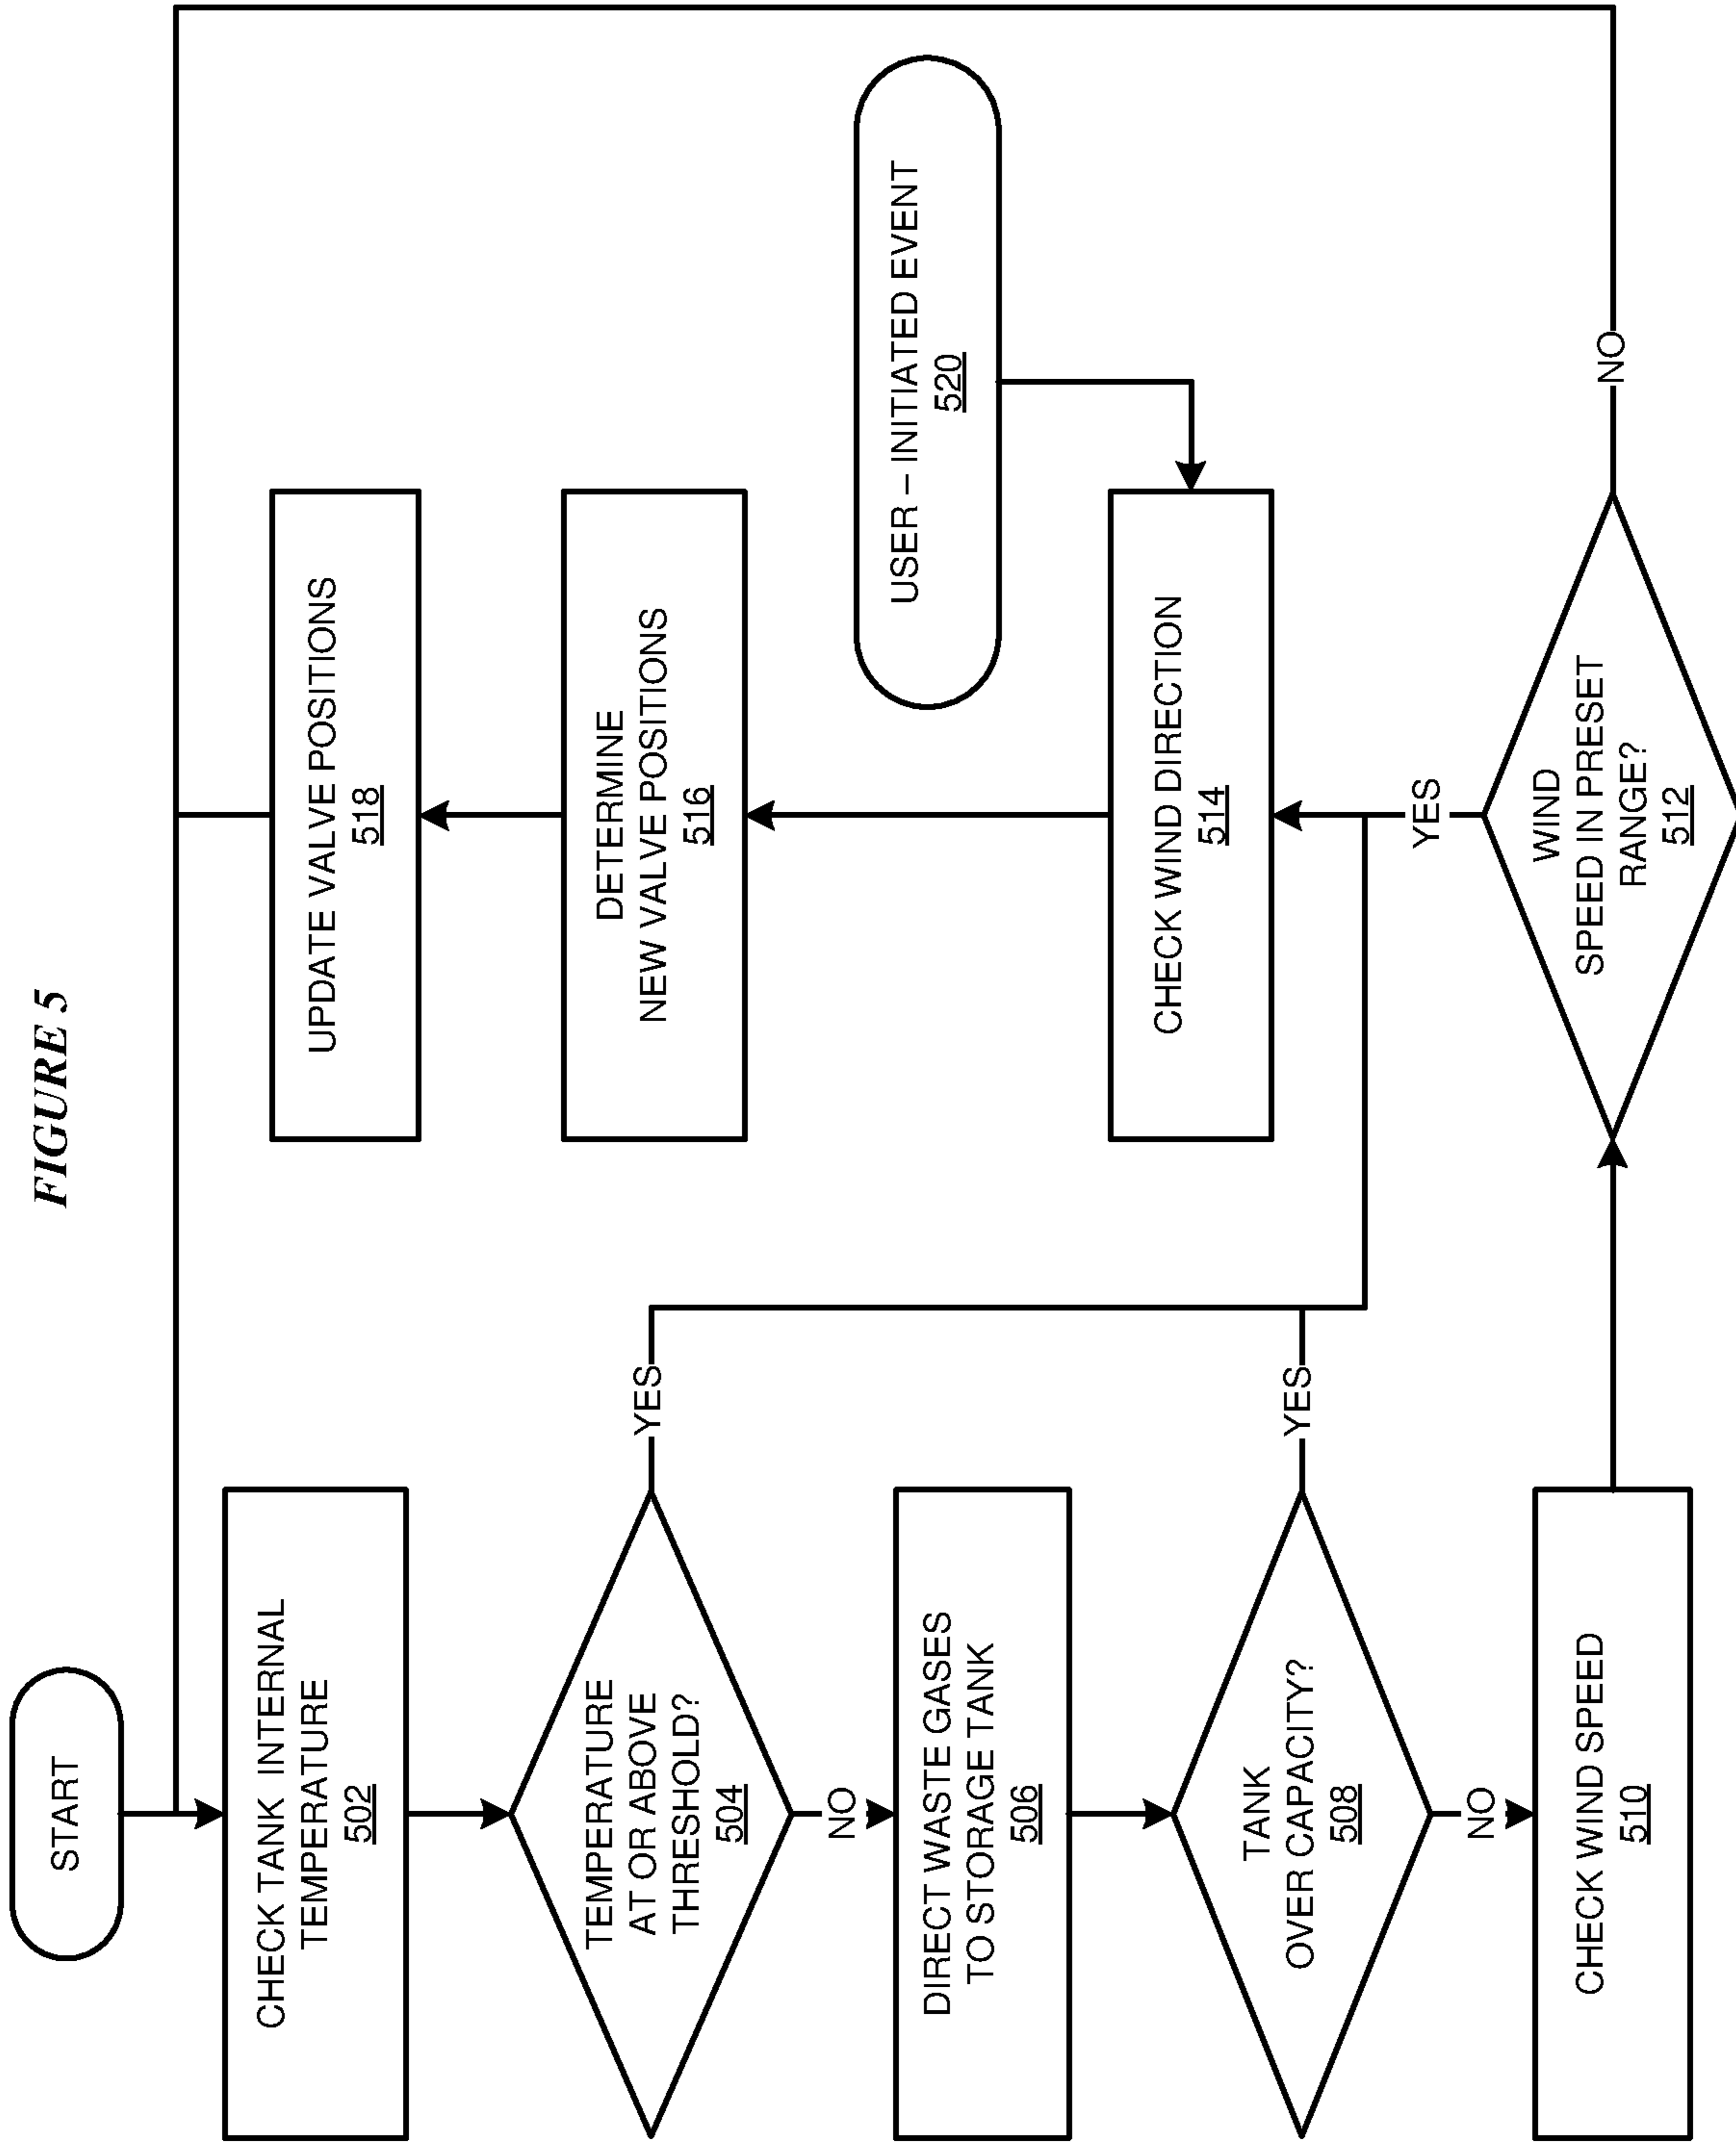 FIGURE 5
START
CHECK TANK INTERNAL
TEMPERATURE
502
TEMPERATURE
AT OR ABOVE
THRESHOLD?
504
YES
NO
DIRECT WASTE GASES
TO STORAGE TANK
506
TANK
OVER CAPACITY?
508
YES
NO
CHECK WIND SPEED
510
WIND
SPEED IN PRESET
RANGE?
512
YES
NO
CHECK WIND DIRECTION
514
DETERMINE
NEW VALVE POSITIONS
516
UPDATE VALVE POSITIONS
518
USER – INITIATED EVENT
520